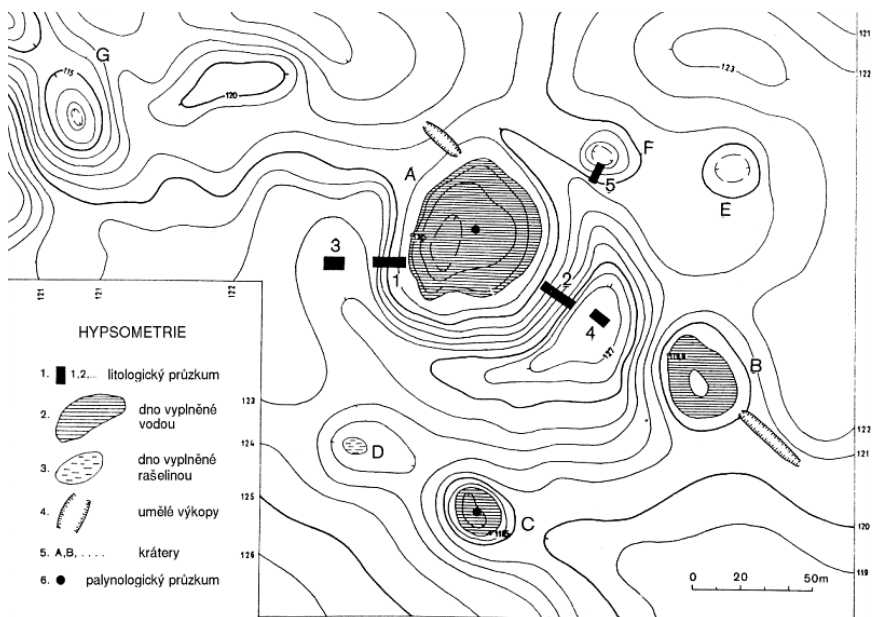 G
115
120
123
121
122
A
F
5
E
3
1
2
4
127
B
D
C
121
121
122
123
124
125
126
122
121
120
119
HYPSOMETRIE
1. 1,2,... litologický průzkum
2. dno vyplněné
vodou
3. dno vyplněné
rašelinou
4. umělé výkopy
5. A,B, . . . . krátery
6. palynologický průzkum
0 20 50m